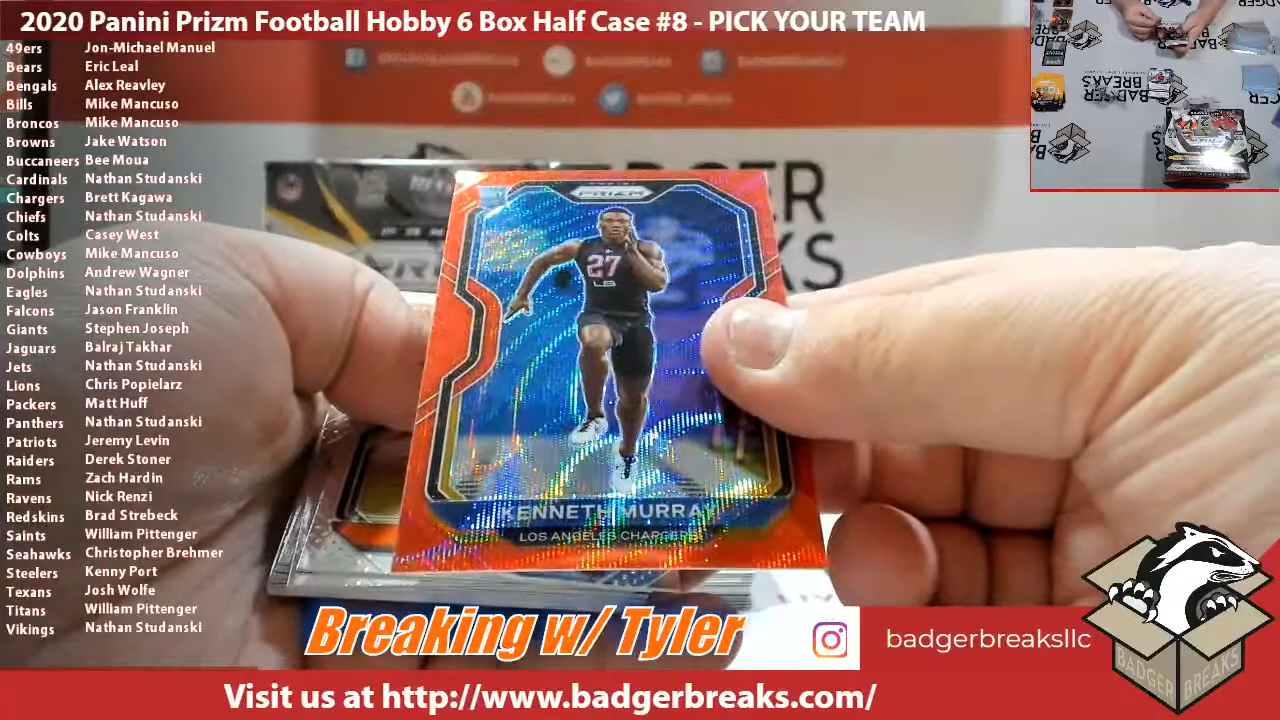 2020 Panini Prizm Football Hobby 6 Box Half Case #8 - PICK YOUR TEAM
49ers Jon-Michael Manuel
Bears Eric Leal
Bengals Alex Reavley
Bills Mike Mancuso
Broncos Mike Mancuso
Browns Jake Watson
Buccaneers Bee Moua
Cardinals Nathan Studanski
Chargers Brett Kagawa
Chiefs Nathan Studanski
Colts Casey West
Cowboys Mike Mancuso
Dolphins Andrew Wagner
Eagles Nathan Studanski
Falcons Jason Franklin
Giants Stephen Joseph
Jaguars Balraj Takhar
Jets Nathan Studanski
Lions Chris Popielarz
Packers Matt Huff
Panthers Nathan Studanski
Patriots Jeremy Levin
Raiders Derek Stoner
Rams Zach Hardin
Ravens Nick Renzi
Redskins Brad Strebeck
Saints William Pittenger
Seahawks Christopher Brehmer
Steelers Kenny Port
Texans Josh Wolfe
Titans William Pittenger
Vikings Nathan Studanski
BADGER
BREAKS
PRIZM
27
LB
KENNETH MURRAY
LOS ANGELES CHARGERS
Breaking w/ Tyler
badgerbreaksllc
BADGER BREAKS
Visit us at http://www.badgerbreaks.com/